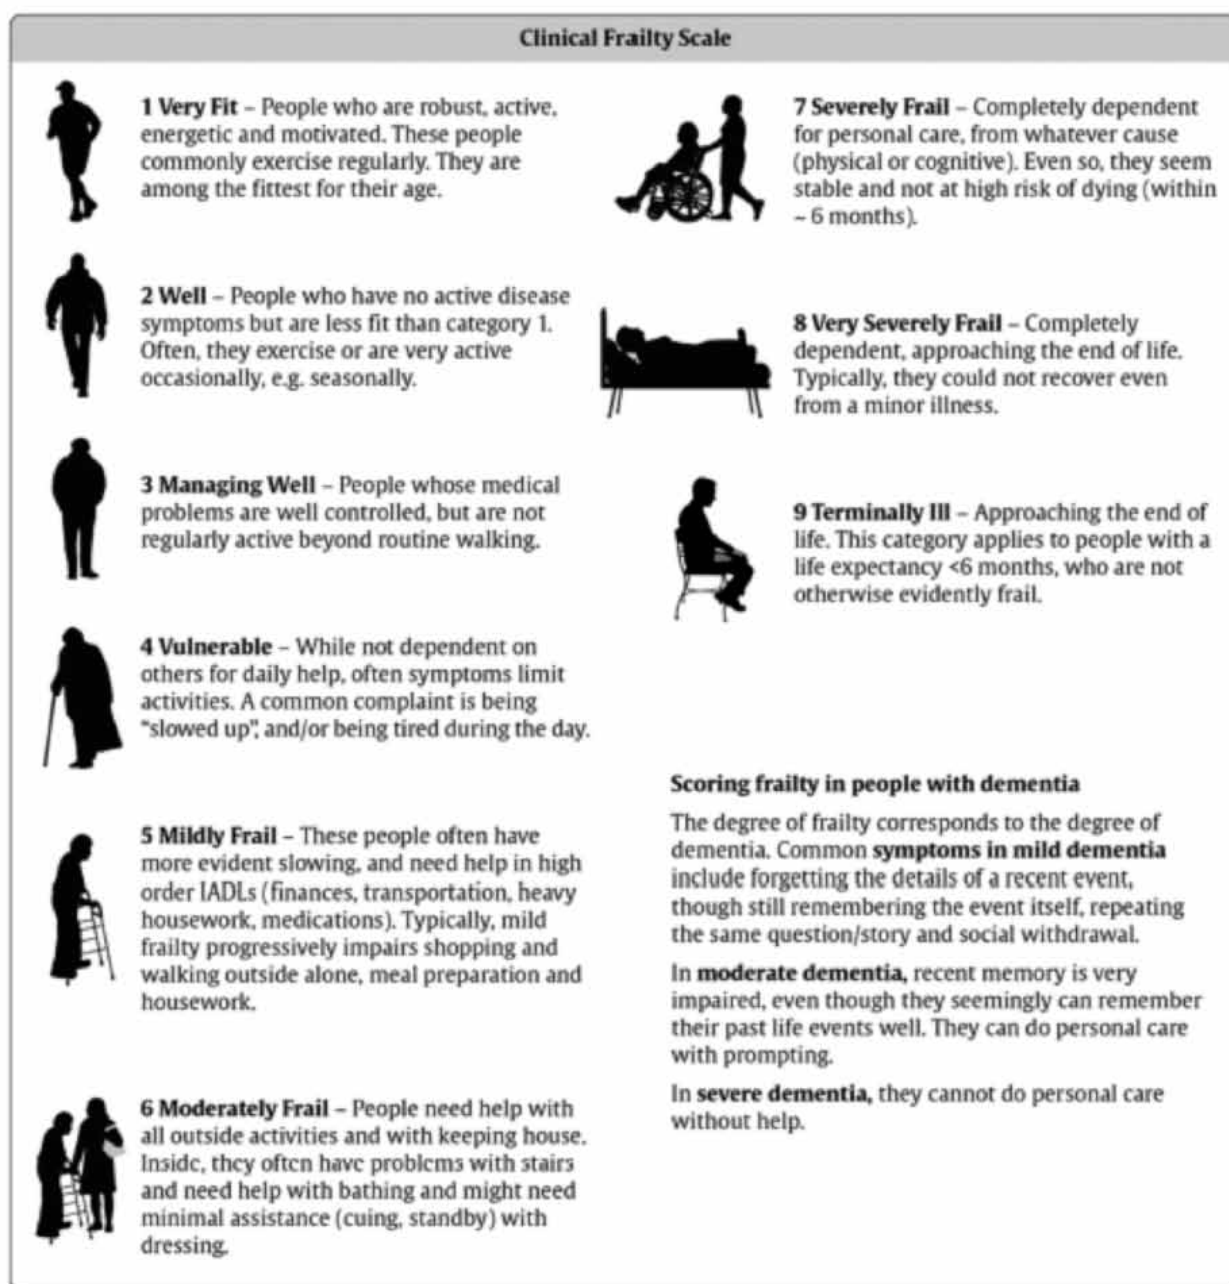 Clinical Frailty Scale
1 Very Fit – People who are robust, active,
energetic and motivated. These people
commonly exercise regularly. They are
among the fittest for their age.
2 Well – People who have no active disease
symptoms but are less fit than category 1.
Often, they exercise or are very active
occasionally, e.g. seasonally.
3 Managing Well – People whose medical
problems are well controlled, but are not
regularly active beyond routine walking.
4 Vulnerable – While not dependent on
others for daily help, often symptoms limit
activities. A common complaint is being
"slowed up", and/or being tired during the day.
5 Mildly Frail – These people often have
more evident slowing, and need help in high
order IADLs (finances, transportation, heavy
housework, medications). Typically, mild
frailty progressively impairs shopping and
walking outside alone, meal preparation and
housework.
6 Moderately Frail – People need help with
all outside activities and with keeping house.
Inside, they often have problems with stairs
and need help with bathing and might need
minimal assistance (cuing, standby) with
dressing.
7 Severely Frail – Completely dependent
for personal care, from whatever cause
(physical or cognitive). Even so, they seem
stable and not at high risk of dying (within
~ 6 months).
8 Very Severely Frail – Completely
dependent, approaching the end of life.
Typically, they could not recover even
from a minor illness.
9 Terminally Ill – Approaching the end of
life. This category applies to people with a
life expectancy <6 months, who are not
otherwise evidently frail.
Scoring frailty in people with dementia
The degree of frailty corresponds to the degree of
dementia. Common symptoms in mild dementia
include forgetting the details of a recent event,
though still remembering the event itself, repeating
the same question/story and social withdrawal.
In moderate dementia, recent memory is very
impaired, even though they seemingly can remember
their past life events well. They can do personal care
with prompting.
In severe dementia, they cannot do personal care
without help.